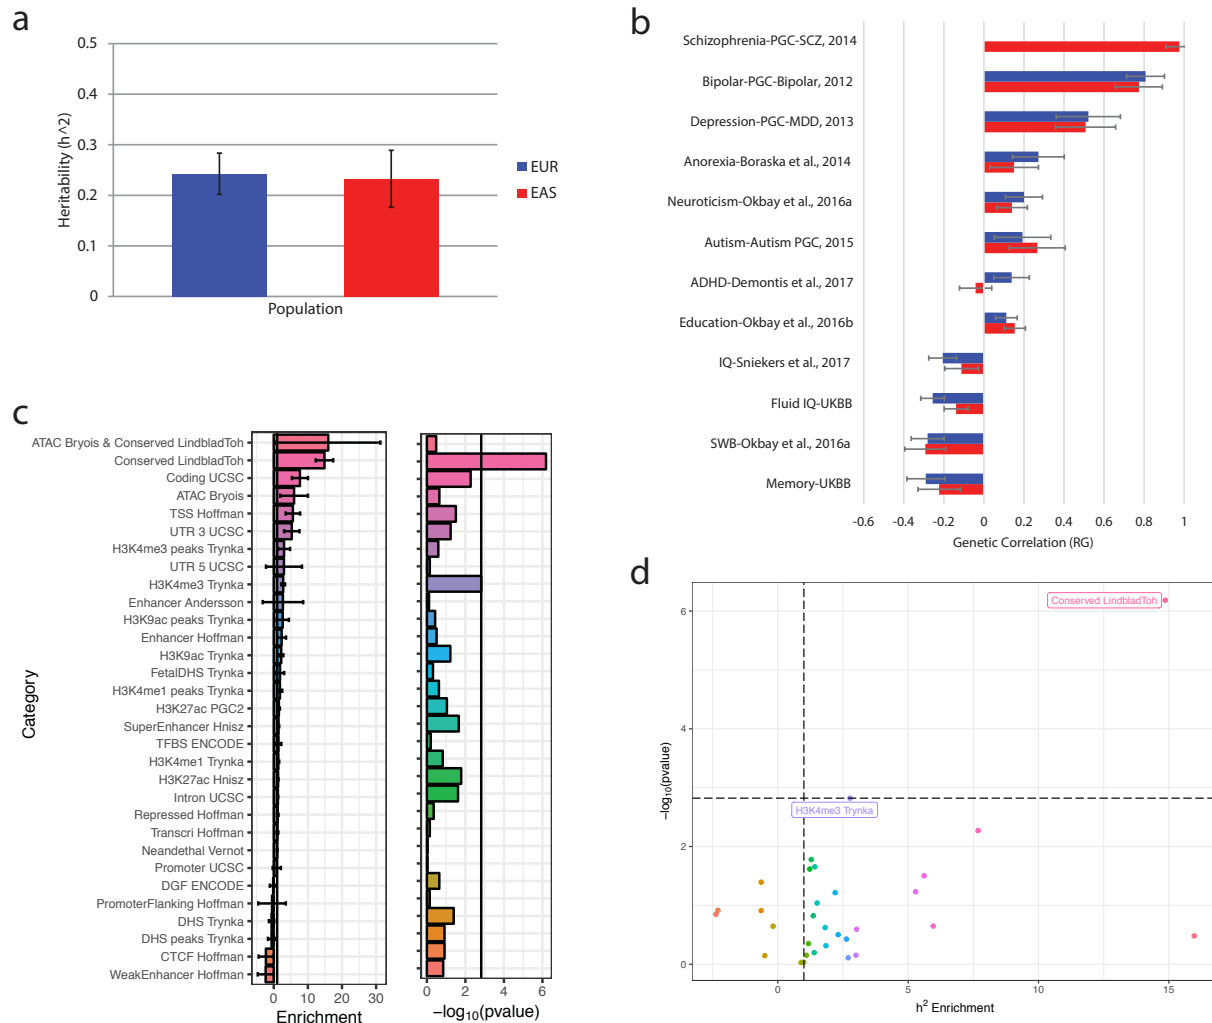 a
0.5
0.4
0.3
0.2
0.1
0
Heritability (h^2)
Population
EUR
EAS
b
Schizophrenia-PGC-SCZ, 2014
Bipolar-PGC-Bipolar, 2012
Depression-PGC-MDD, 2013
Anorexia-Boraska et al., 2014
Neuroticism-Okbay et al., 2016a
Autism-Autism PGC, 2015
ADHD-Demontis et al., 2017
Education-Okbay et al., 2016b
IQ-Sniekers et al., 2017
Fluid IQ-UKBB
SWB-Okbay et al., 2016a
Memory-UKBB
-0.6 -0.4 -0.2 0 0.2 0.4 0.6 0.8 1
Genetic Correlation (RG)
c
Category
ATAC Bryois & Conserved LindbladToh
Conserved LindbladToh
Coding UCSC
ATAC Bryois
TSS Hoffman
UTR 3 UCSC
H3K4me3 peaks Trynka
UTR 5 UCSC
H3K4me3 Trynka
Enhancer Andersson
H3K9ac peaks Trynka
Enhancer Hoffman
H3K9ac Trynka
FetalDHS Trynka
H3K4me1 peaks Trynka
H3K27ac PGC2
SuperEnhancer Hnisz
TFBS ENCODE
H3K4me1 Trynka
H3K27ac Hnisz
Intron UCSC
Repressed Hoffman
Transcri Hoffman
Neandethal Vernot
Promoter UCSC
DGF ENCODE
PromoterFlanking Hoffman
DHS Trynka
DHS peaks Trynka
CTCF Hoffman
WeakEnhancer Hoffman
0 10 20 30
Enrichment
0 2 4 6
−log10(pvalue)
d
Conserved LindbladToh
H3K4me3 Trynka
6
4
2
0
−log10(pvalue)
0 5 10 15
h² Enrichment